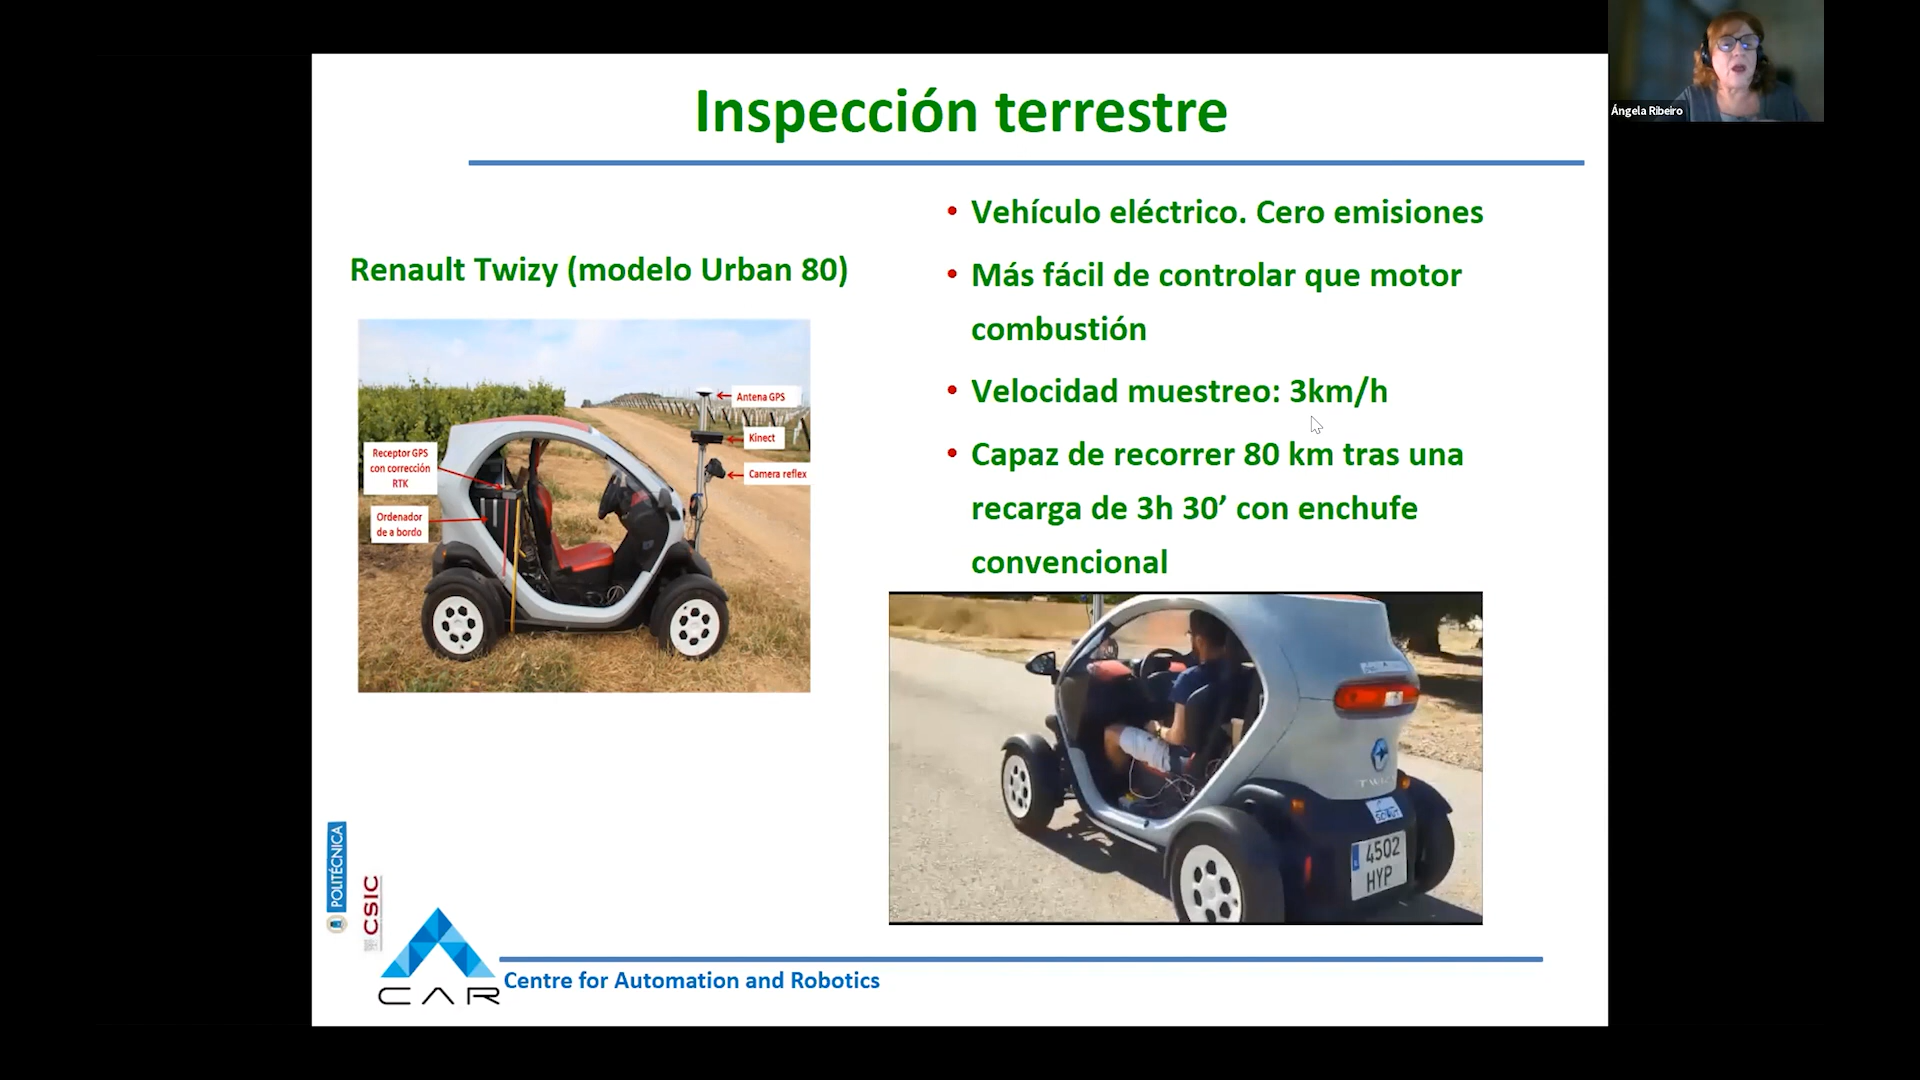 Ángela Ribeiro
Inspección terrestre
Renault Twizy (modelo Urban 80)
Antena GPS
Kinect
Camera reflex
Receptor GPS
con corrección
RTK
Ordenador
de a bordo
• Vehículo eléctrico. Cero emisiones
• Más fácil de controlar que motor
combustión
• Velocidad muestreo: 3km/h
• Capaz de recorrer 80 km tras una
recarga de 3h 30’ con enchufe
convencional
4502
HYP
POLITÉCNICA
CSIC
CAR
Centre for Automation and Robotics